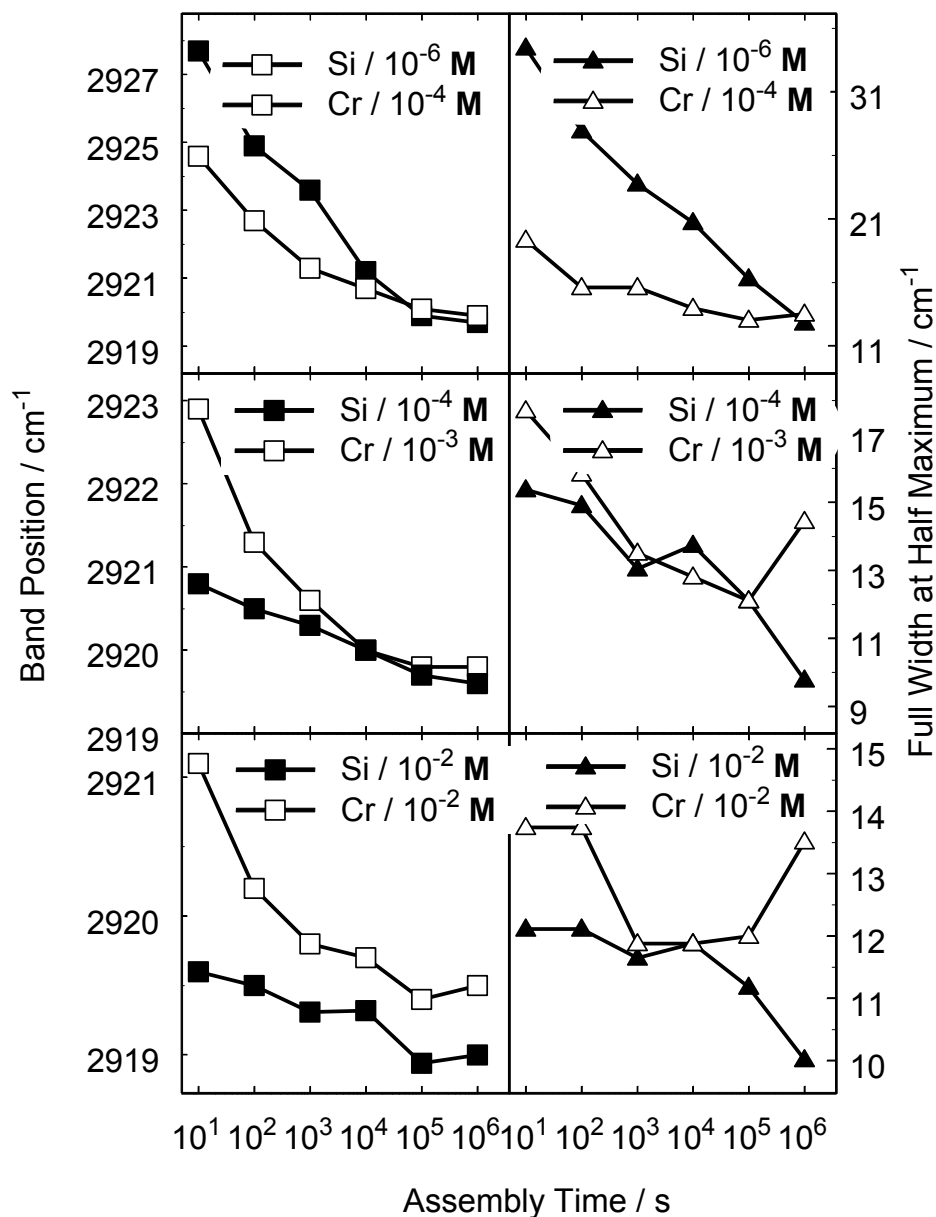 Si / 10⁻⁶ M
Cr / 10⁻⁴ M
2927
2925
2923
2921
2919
Si / 10⁻⁶ M
Cr / 10⁻⁴ M
31
21
11
Si / 10⁻⁴ M
Cr / 10⁻³ M
2923
2922
2921
2920
2919
Si / 10⁻⁴ M
Cr / 10⁻³ M
17
15
13
11
9
Si / 10⁻² M
Cr / 10⁻² M
2921
2920
2919
Si / 10⁻² M
Cr / 10⁻² M
15
14
13
12
11
10
10¹ 10² 10³ 10⁴ 10⁵ 10⁶
10¹ 10² 10³ 10⁴ 10⁵ 10⁶
Assembly Time / s
Band Position / cm⁻¹
Full Width at Half Maximum / cm⁻¹